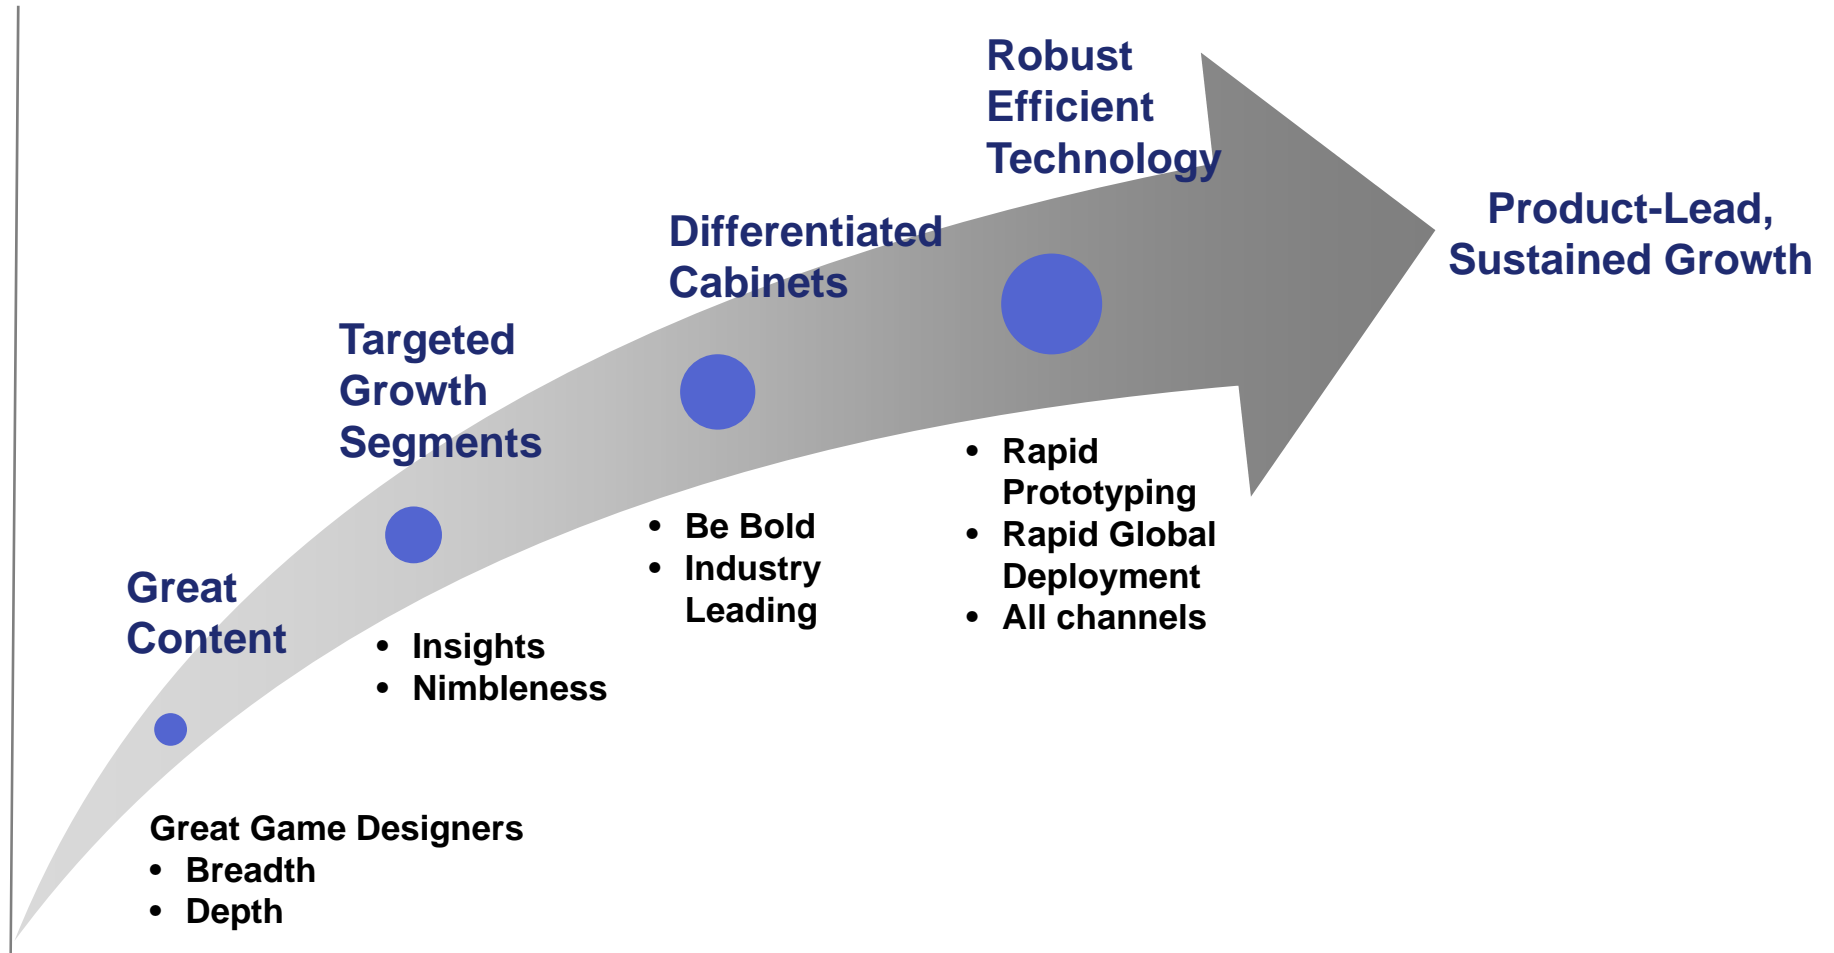 Robust
Efficient
Technology
Product-Lead,
Sustained Growth
Differentiated
Cabinets
Targeted
Growth
Segments
Great
Content
• Rapid
Prototyping
• Rapid Global
Deployment
• All channels
• Be Bold
• Industry
Leading
• Insights
• Nimbleness
Great Game Designers
• Breadth
• Depth